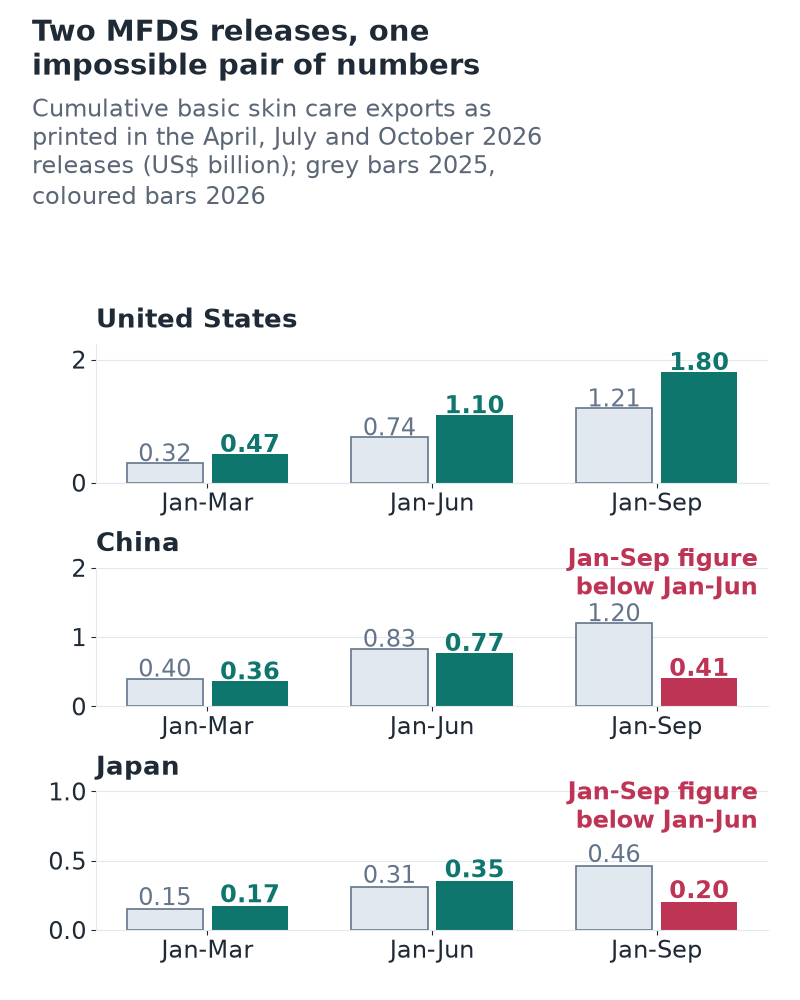 Two MFDS releases, one
impossible pair of numbers
Cumulative basic skin care exports as
printed in the April, July and October 2026
releases (US$ billion); grey bars 2025,
coloured bars 2026
United States
2
0
0.32
0.47
0.74
1.10
1.21
1.80
Jan-Mar
Jan-Jun
Jan-Sep
China
Jan-Sep figure
below Jan-Jun
2
1
0
0.40
0.36
0.83
0.77
1.20
0.41
Jan-Mar
Jan-Jun
Jan-Sep
Japan
Jan-Sep figure
below Jan-Jun
1.0
0.5
0.0
0.15
0.17
0.31
0.35
0.46
0.20
Jan-Mar
Jan-Jun
Jan-Sep